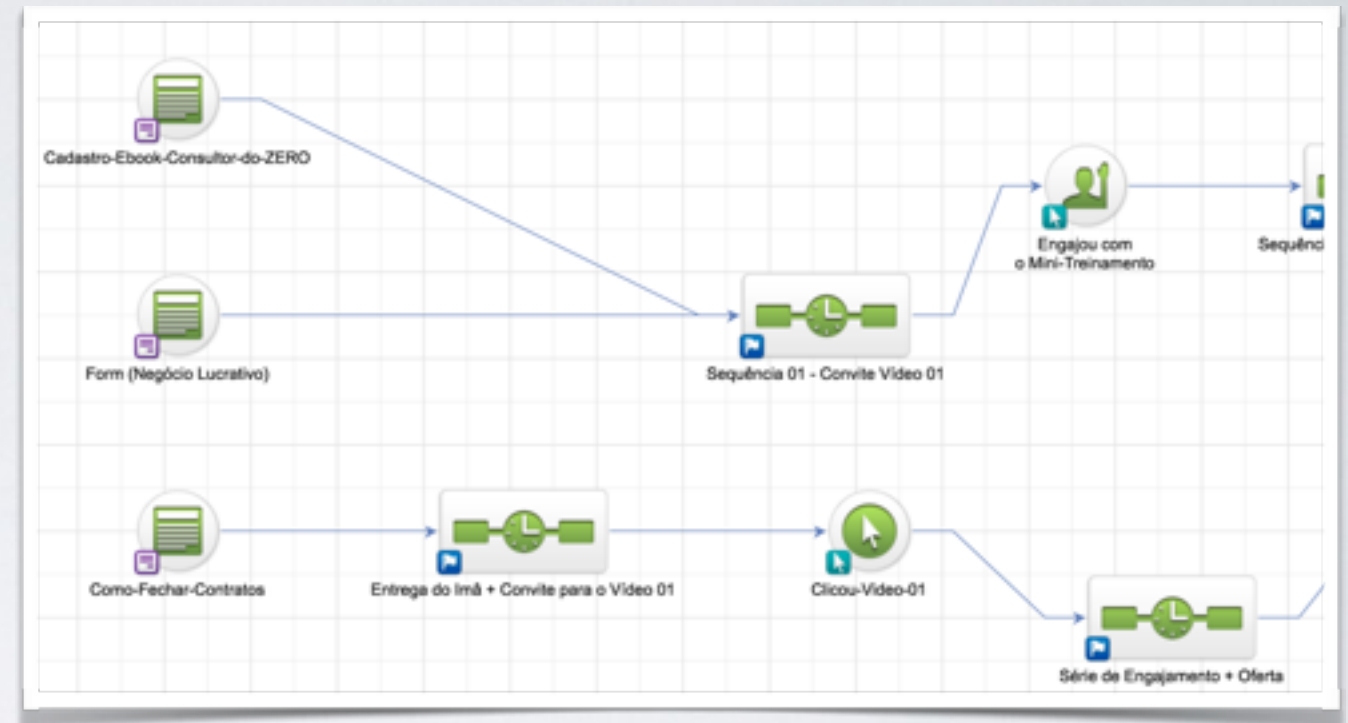 Cadastro-Ebook-Consultor-do-ZERO
Engajou com
o Mini-Treinamento
Form (Negócio Lucrativo)
Sequência 01 - Convite Vídeo 01
Como-Fechar-Contratos
Entrega do Imã + Convite para o Vídeo 01
Clicou-Video-01
Série de Engajamento + Oferta